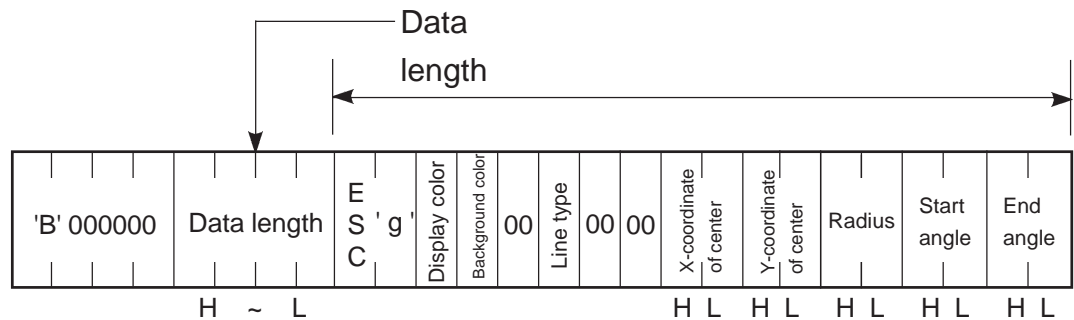 Data
length
'B' 000000
Data length
E
S
C
' g '
Display color
Background color
00
Line type
00
00
X-coordinate
of center
Y-coordinate
of center
Radius
Start
angle
End
angle
H ~ L
H L
H L
H L
H L
H L